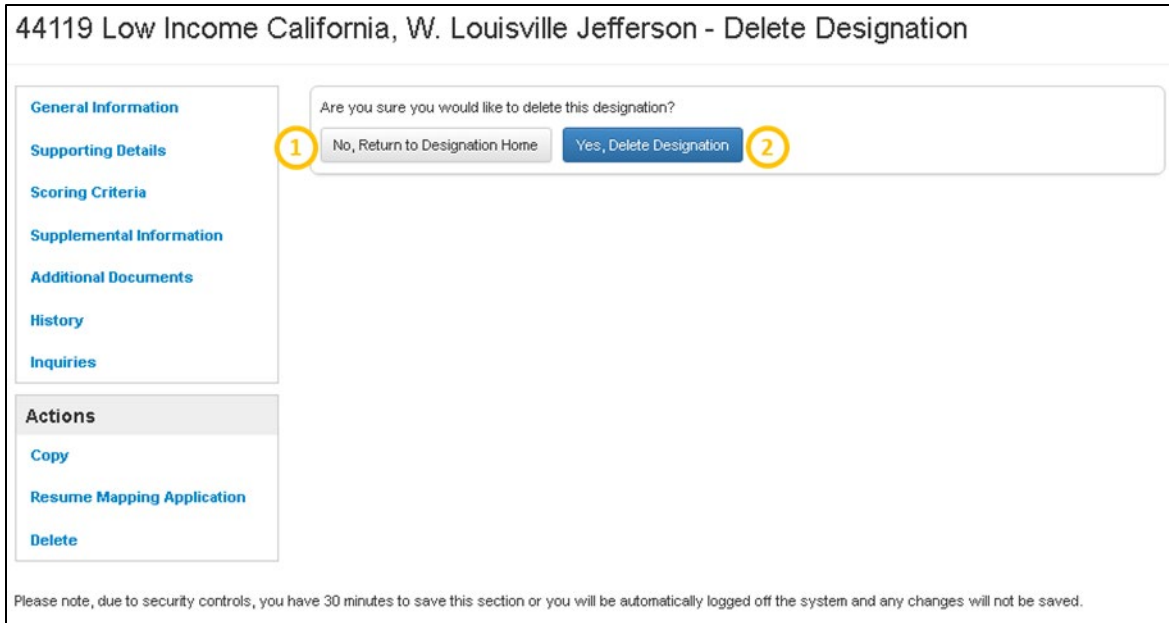 44119 Low Income California, W. Louisville Jefferson - Delete Designation
General Information
Supporting Details
Scoring Criteria
Supplemental Information
Additional Documents
History
Inquiries
Actions
Copy
Resume Mapping Application
Delete
Are you sure you would like to delete this designation?
1 No, Return to Designation Home Yes, Delete Designation 2
Please note, due to security controls, you have 30 minutes to save this section or you will be automatically logged off the system and any changes will not be saved.